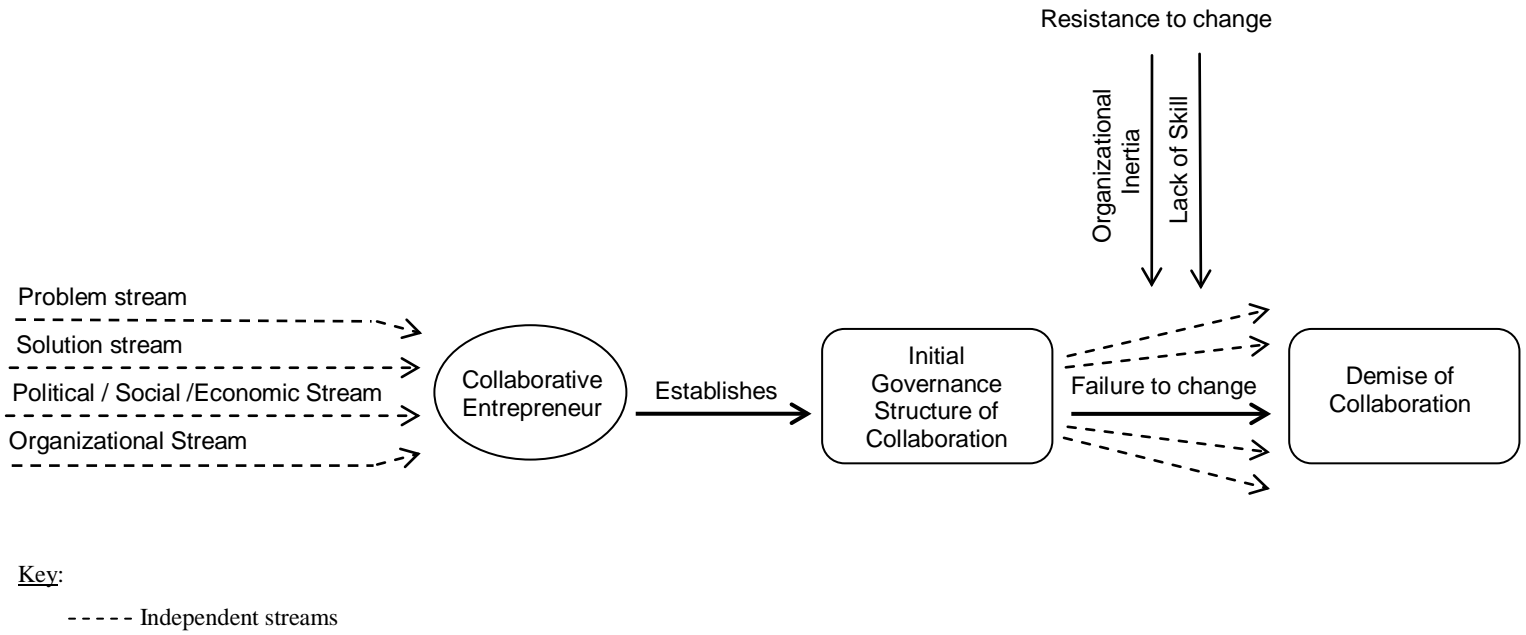 Resistance to change
Organizational
Inertia
Lack of Skill
Problem stream
Solution stream
Political / Social /Economic Stream
Organizational Stream
Collaborative
Entrepreneur
Establishes
Initial
Governance
Structure of
Collaboration
Failure to change
Demise of
Collaboration
Key:
----- Independent streams